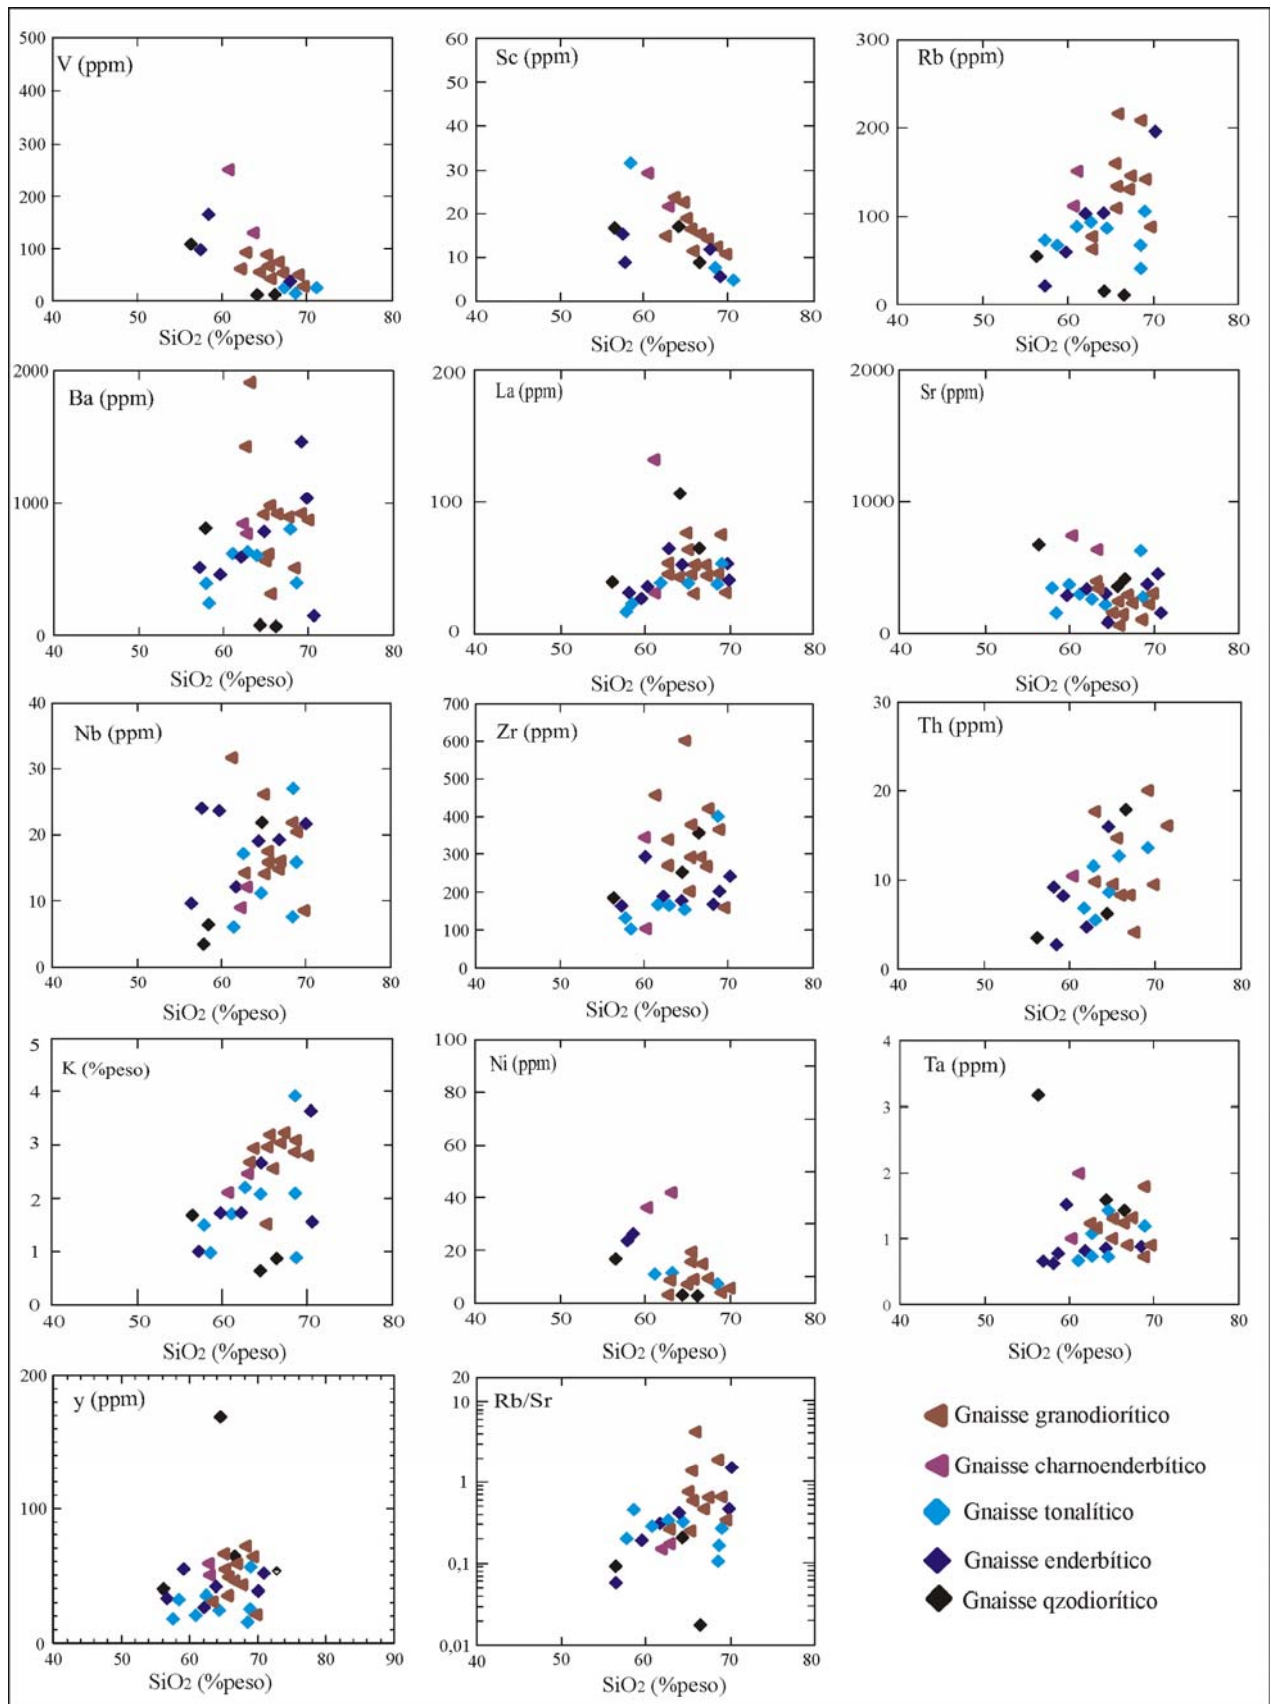 V (ppm)
500
400
300
200
100
0
40 50 60 70 80
SiO2 (%peso)
Sc (ppm)
60
50
40
30
20
10
0
40 50 60 70 80
SiO2 (%peso)
Rb (ppm)
300
200
100
0
40 50 60 70 80
SiO2 (%peso)
Ba (ppm)
2000
1000
0
40 50 60 70 80
SiO2 (%peso)
La (ppm)
200
100
0
40 50 60 70 80
SiO2 (%peso)
Sr (ppm)
2000
1000
0
40 50 60 70 80
SiO2 (%peso)
Nb (ppm)
40
30
20
10
0
40 50 60 70 80
SiO2 (%peso)
Zr (ppm)
700
600
500
400
300
200
100
0
40 50 60 70 80
SiO2 (%peso)
Th (ppm)
30
20
10
0
40 50 60 70 80
SiO2 (%peso)
K (%peso)
5
4
3
2
1
0
40 50 60 70 80
SiO2 (%peso)
Ni (ppm)
100
80
60
40
20
0
40 50 60 70 80
SiO2 (%peso)
Ta (ppm)
4
3
2
1
0
40 50 60 70 80
SiO2 (%peso)
y (ppm)
200
100
0
40 50 60 70 80 90
SiO2 (%peso)
Rb/Sr
20
10
1
0,1
0,01
40 50 60 70 80
SiO2 (%peso)
Gnaisse granodiorítico
Gnaisse charnoenderbítico
Gnaisse tonalítico
Gnaisse enderbítico
Gnaisse qzodiorítico